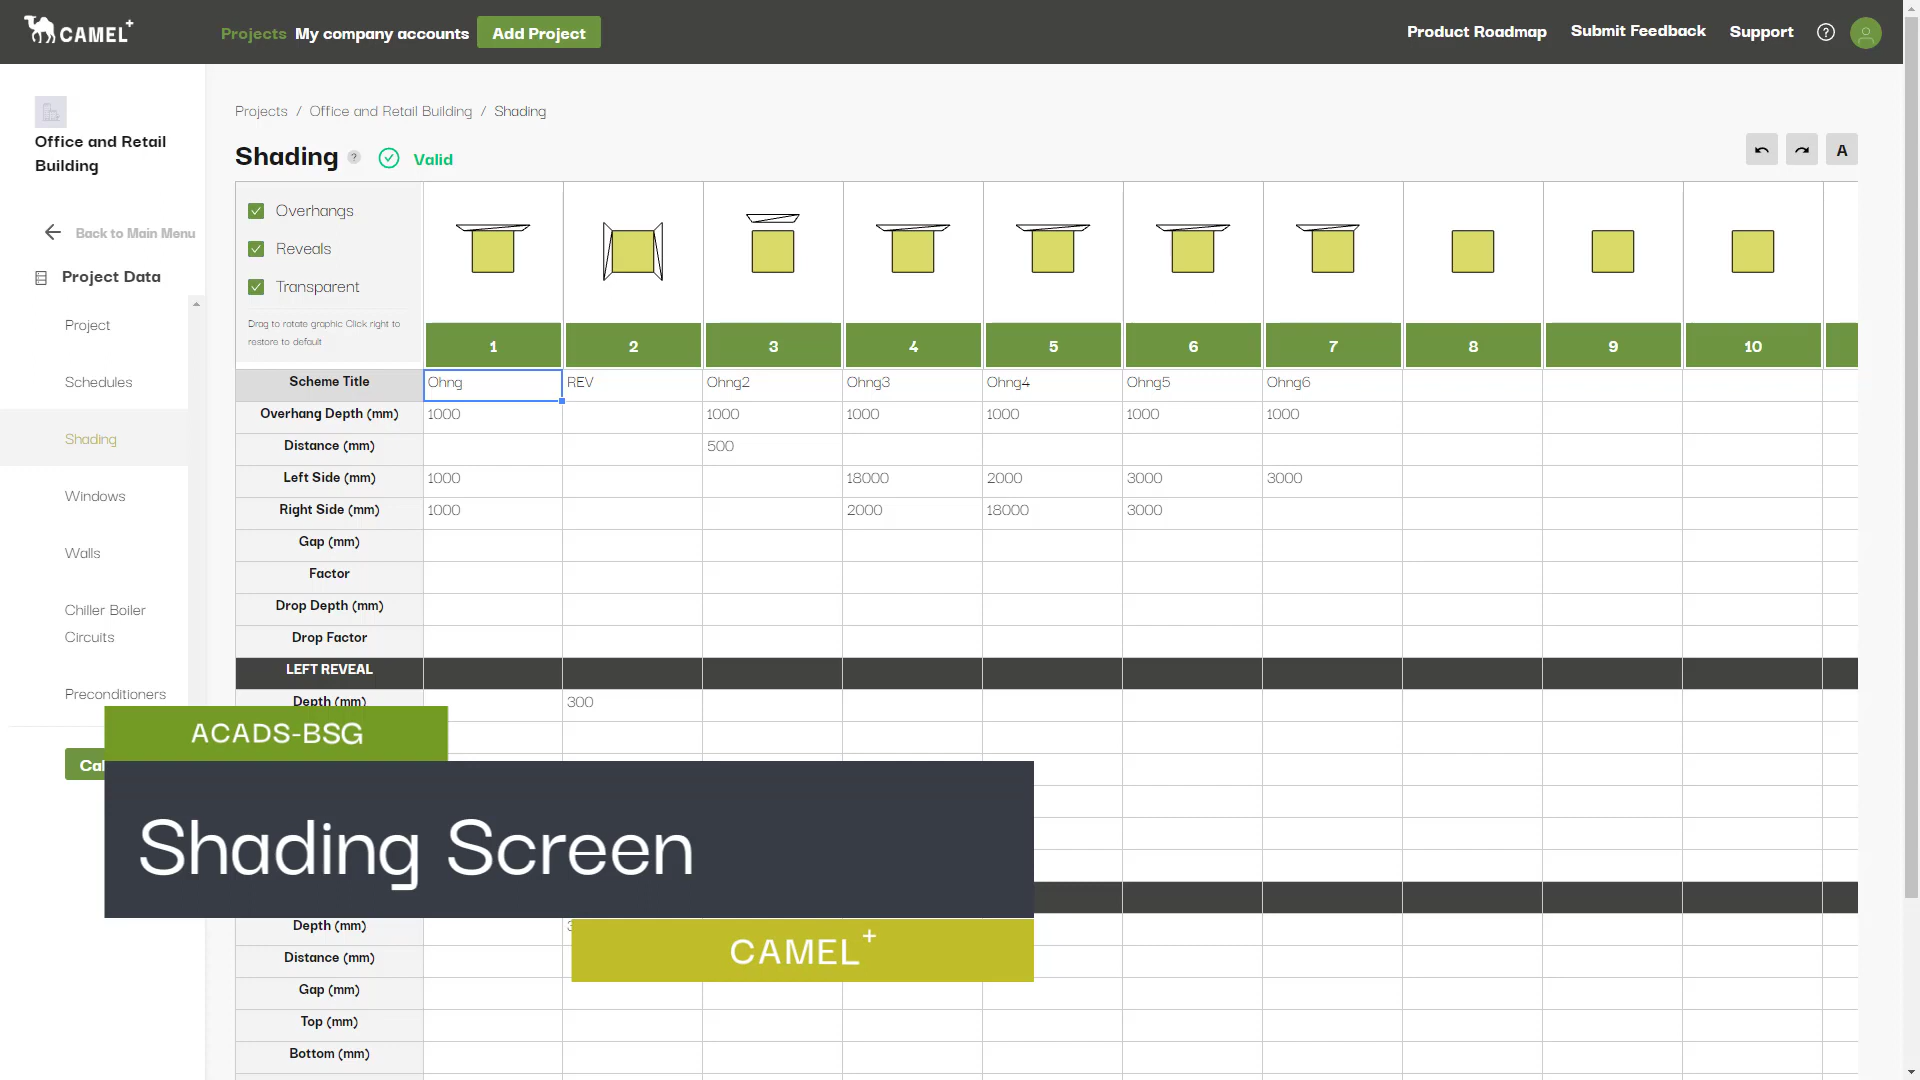 CAMEL+
Projects My company accounts Add Project
Product Roadmap Submit Feedback Support ?
Office and Retail
Building
Back to Main Menu
Project Data
Project
Schedules
Shading
Windows
Walls
Chiller Boiler
Circuits
Preconditioners
Projects / Office and Retail Building / Shading
Shading ? Valid
A
Overhangs
Reveals
Transparent
Drag to rotate graphic Click right to
restore to default
1 2 3 4 5 6 7 8 9 10
Scheme Title Ohng REV Ohng2 Ohng3 Ohng4 Ohng5 Ohng6
Overhang Depth (mm) 1000 1000 1000 1000 1000 1000
Distance (mm) 500
Left Side (mm) 1000 18000 2000 3000 3000
Right Side (mm) 1000 2000 18000 3000
Gap (mm)
Factor
Drop Depth (mm)
Drop Factor
LEFT REVEAL
Depth (mm) 300
ACADS-BSG
Shading Screen
CAMEL+
Depth (mm)
Distance (mm)
Gap (mm)
Top (mm)
Bottom (mm)